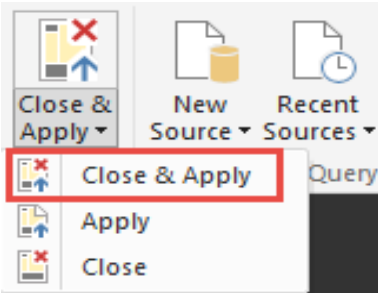 Close &
Apply
New
Source
Recent
Sources
Close & Apply
Query
Apply
Close